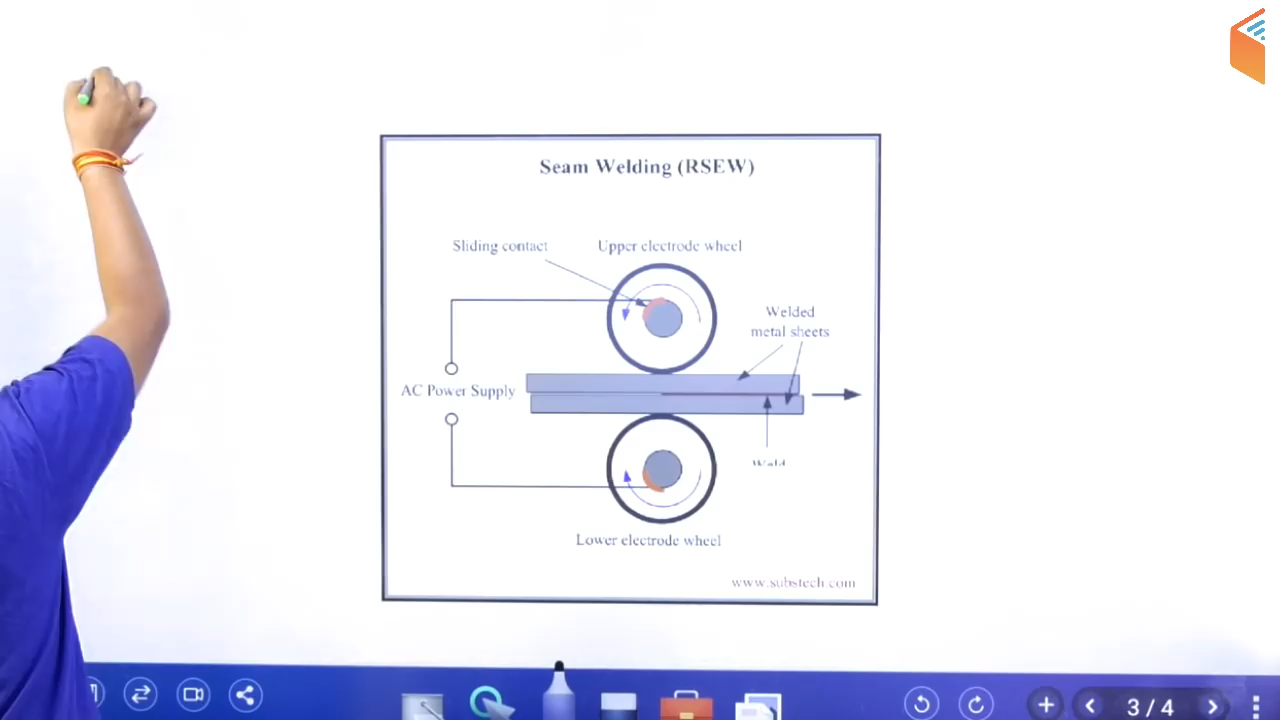 Seam Welding (RSEW)
Sliding contact
Upper electrode wheel
Welded
metal sheets
AC Power Supply
Weld
Lower electrode wheel
www.substech.com
3 / 4